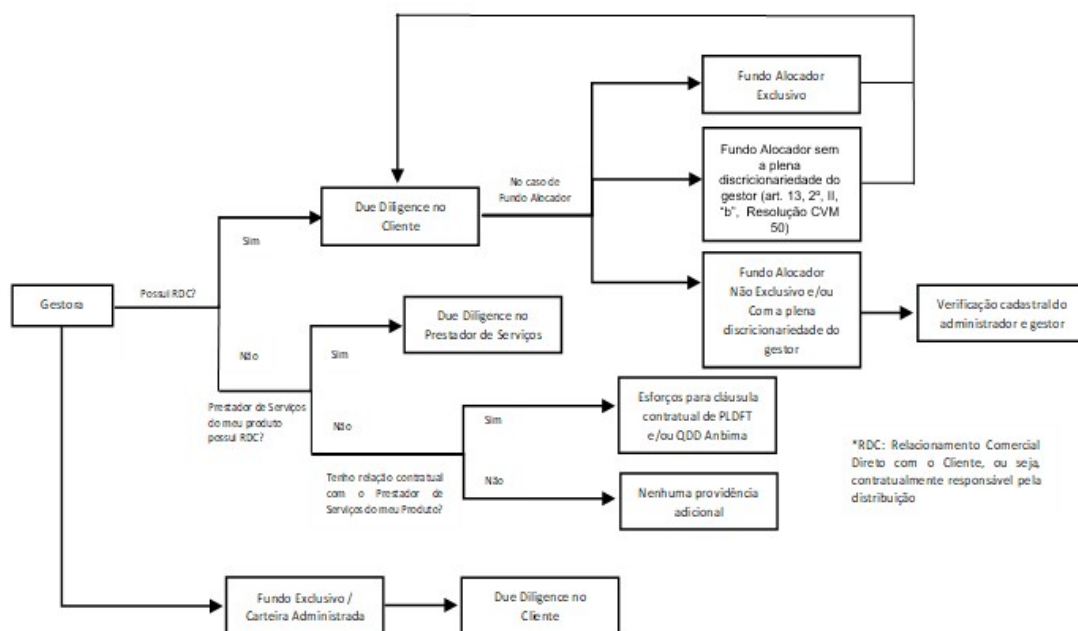 Fundo Alocador
Exclusivo
No caso de
Fundo Alocador
Fundo Alocador sem
a plena
discricionariedade do
gestor (art. 13, 2º, II,
"b", Resolução CVM
50)
Due Diligence no
Cliente
Sim
Gestora
Possui RDC?
Fundo Alocador
Não Exclusivo e/ou
Com a plena
discricionariedade do
gestor
Verificação cadastral do
administrador e gestor
Due Diligence no
Prestador de Serviços
Não
Sim
Prestador de Serviços
do meu produto
possui RDC?
Não
Esforços para cláusula
contratual de PLDFT
e/ou QDD Anbima
Sim
*RDC: Relacionamento Comercial
Direto com o Cliente, ou seja,
contratualmente responsável pela
distribuição
Tenho relação contratual
com o Prestador de
Serviços do meu Produto?
Não
Nenhuma providência
adicional
Fundo Exclusivo /
Carteira Administrada
Due Diligence no
Cliente